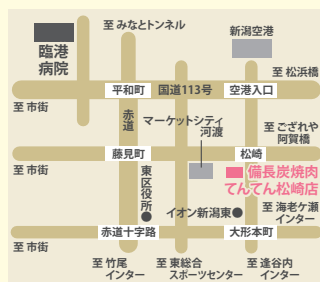 至 みなとトンネル
新潟空港
臨港
病院
至 松浜橋
平和町
国道113号
空港入口
至 市街
赤道
マーケットシティ
河渡
至 ござれや
阿賀橋
藤見町
松崎
至 市街
備長炭焼肉
てんてん松崎店
東区役所
イオン新潟東
至 海老ケ瀬
インター
至 市街
赤道十字路
大形本町
至 竹尾
インター
至 東総合
スポーツセンター
至 逢谷内
インター